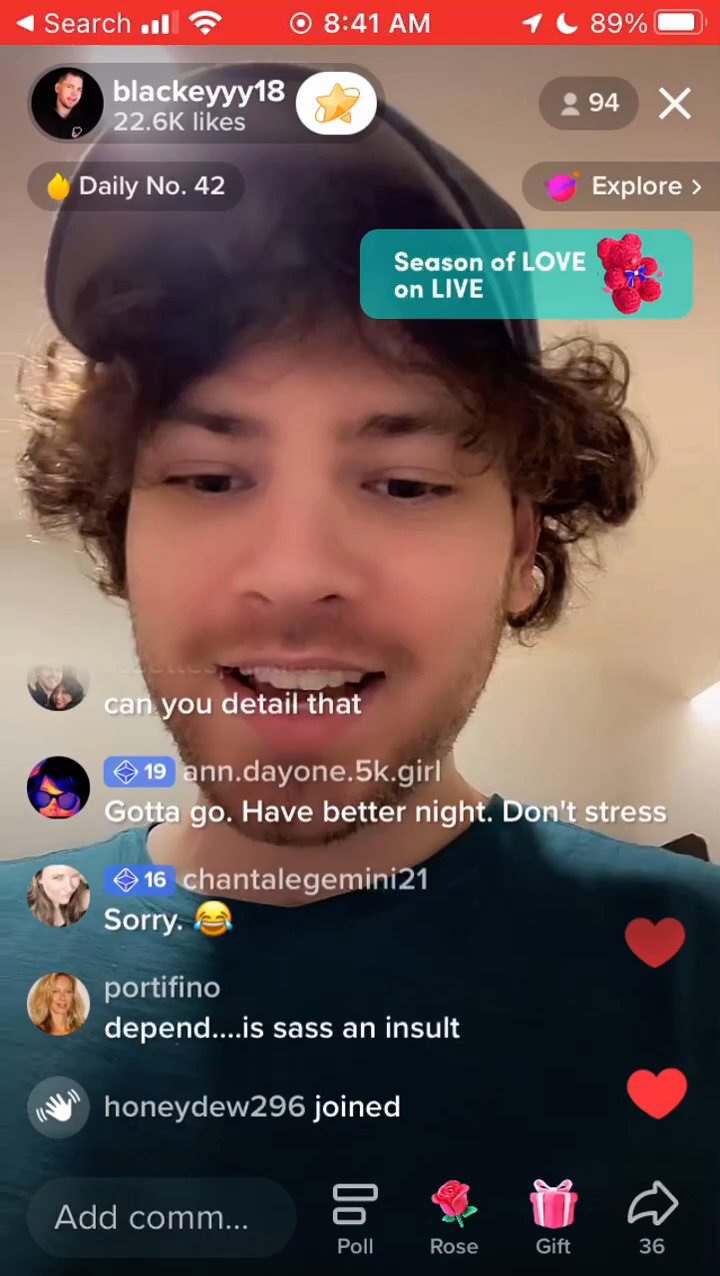 Search
8:41 AM
89%
blackeyyy18
22.6K likes
94
Daily No. 42
Explore >
Season of LOVE
on LIVE
can you detail that
19 ann.dayone.5k.girl
Gotta go. Have better night. Don't stress
16 chantalegemini21
Sorry. 😂
portifino
depend....is sass an insult
honeydew296 joined
Add comm...
Poll
Rose
Gift
36